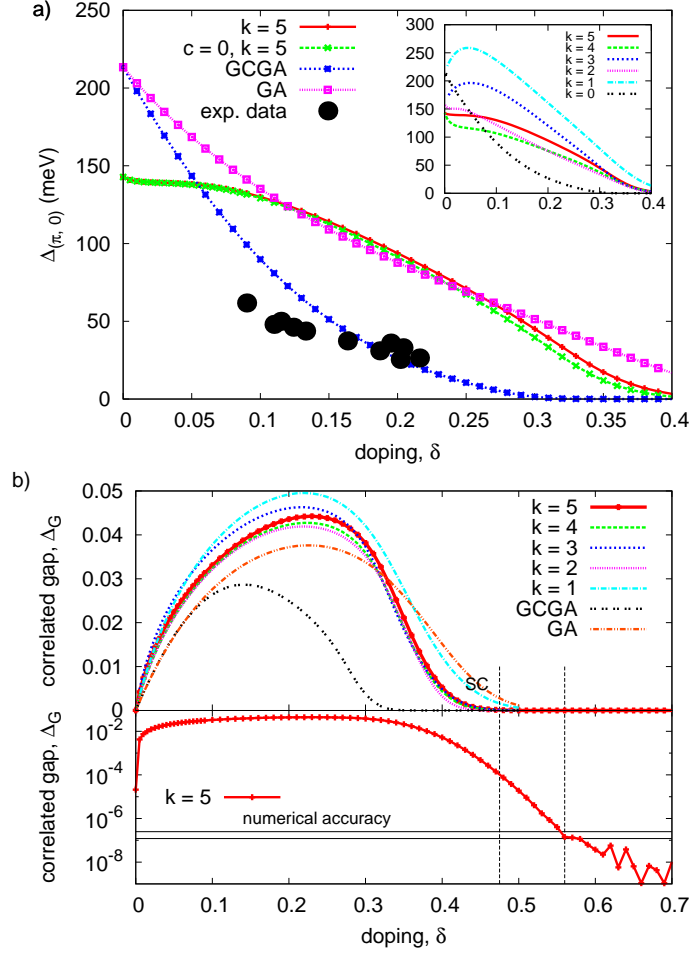 a)
k = 5
c = 0, k = 5
GCGA
GA
exp. data
250
200
150
100
50
0
Δ(π, 0) (meV)
0
0.05
0.1
0.15
0.2
0.25
0.3
0.35
0.4
doping, δ
300
250
200
150
100
50
0
0
0.1
0.2
0.3
0.4
k = 5
k = 4
k = 3
k = 2
k = 1
k = 0
b)
0.05
0.04
0.03
0.02
0.01
0
correlated gap, ΔG
k = 5
k = 4
k = 3
k = 2
k = 1
GCGA
GA
SC
10-2
10-4
10-6
10-8
correlated gap, ΔG
k = 5
numerical accuracy
0
0.1
0.2
0.3
0.4
0.5
0.6
0.7
doping, δ